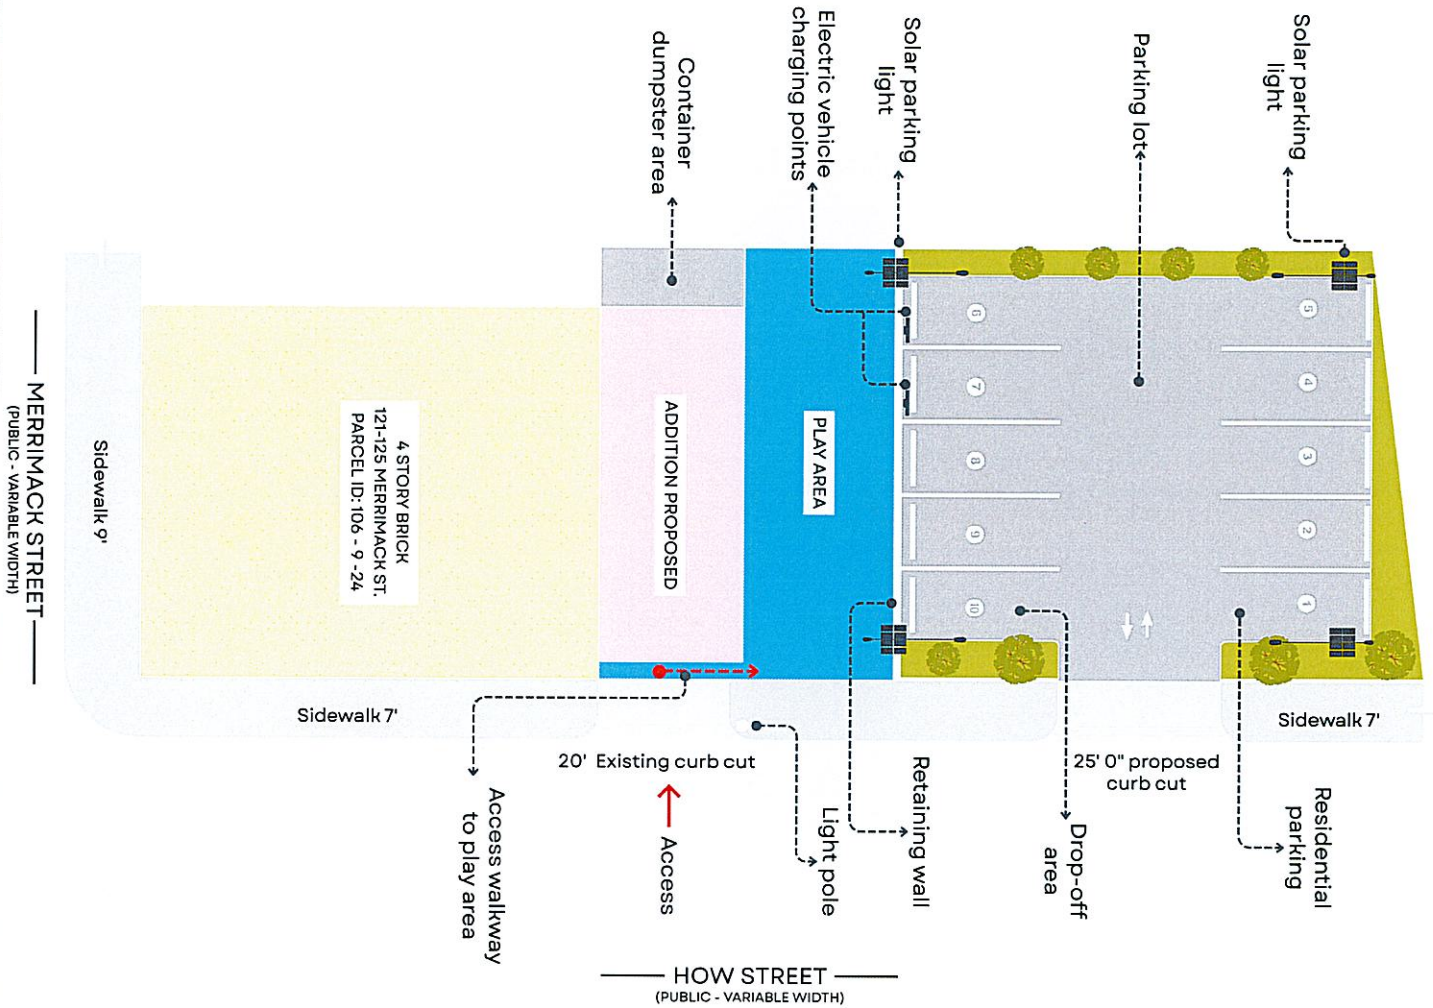 Solar parking
light
Parking lot
Solar parking
light
Electric vehicle
charging points
Container
dumpster area
5
4
3
2
1
6
7
8
9
10
PLAY AREA
ADDITION PROPOSED
4 STORY BRICK
121-125 MERRIMACK ST.
PARCEL ID: 106 - 9 -24
Sidewalk 9'
MERRIMACK STREET
(PUBLIC - VARIABLE WIDTH)
Sidewalk 7'
Sidewalk 7'
20' Existing curb cut
25' 0" proposed
curb cut
Residential
parking
Drop-off
area
Retaining wall
Light pole
Access
Access walkway
to play area
HOW STREET
(PUBLIC - VARIABLE WIDTH)